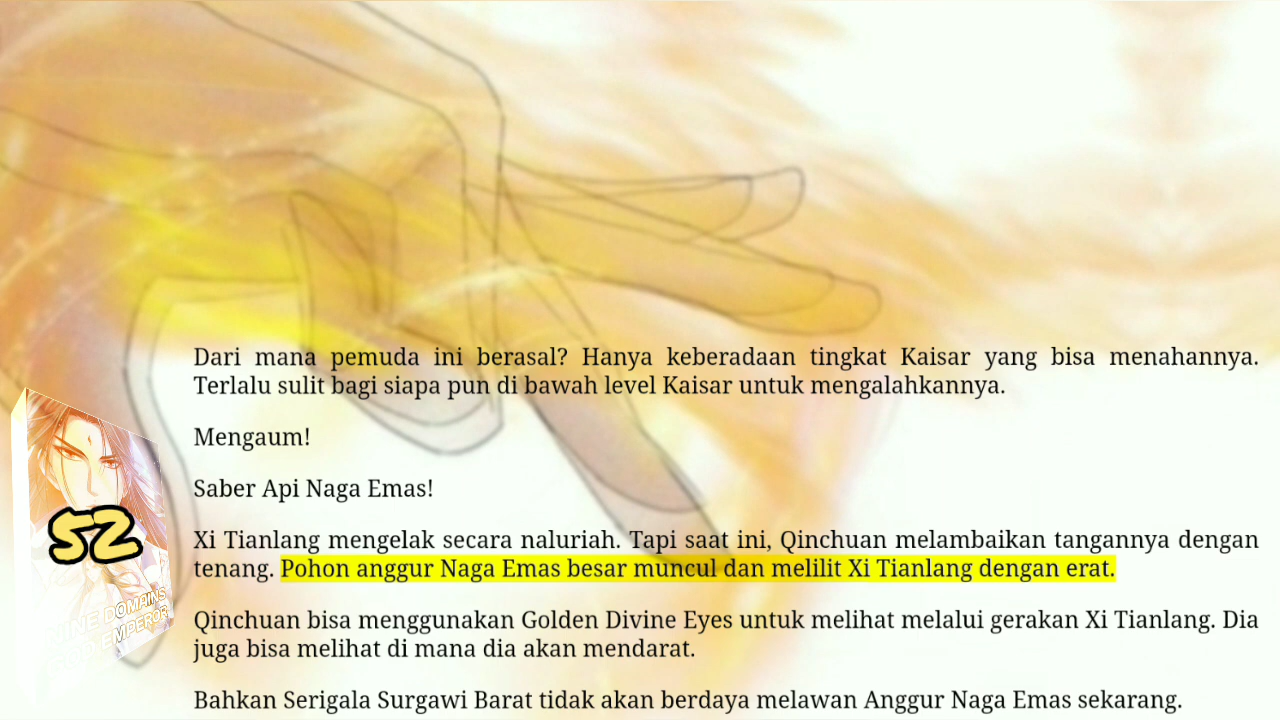 Dari mana pemuda ini berasal? Hanya keberadaan tingkat Kaisar yang bisa menahannya.
Terlalu sulit bagi siapa pun di bawah level Kaisar untuk mengalahkannya.
Mengaum!
Saber Api Naga Emas!
Xi Tianlang mengelak secara naluriah. Tapi saat ini, Qinchuan melambaikan tangannya dengan
tenang. Pohon anggur Naga Emas besar muncul dan melilit Xi Tianlang dengan erat.
Qinchuan bisa menggunakan Golden Divine Eyes untuk melihat melalui gerakan Xi Tianlang. Dia
juga bisa melihat di mana dia akan mendarat.
Bahkan Serigala Surgawi Barat tidak akan berdaya melawan Anggur Naga Emas sekarang.
52
DOMAINS
EMPEROR